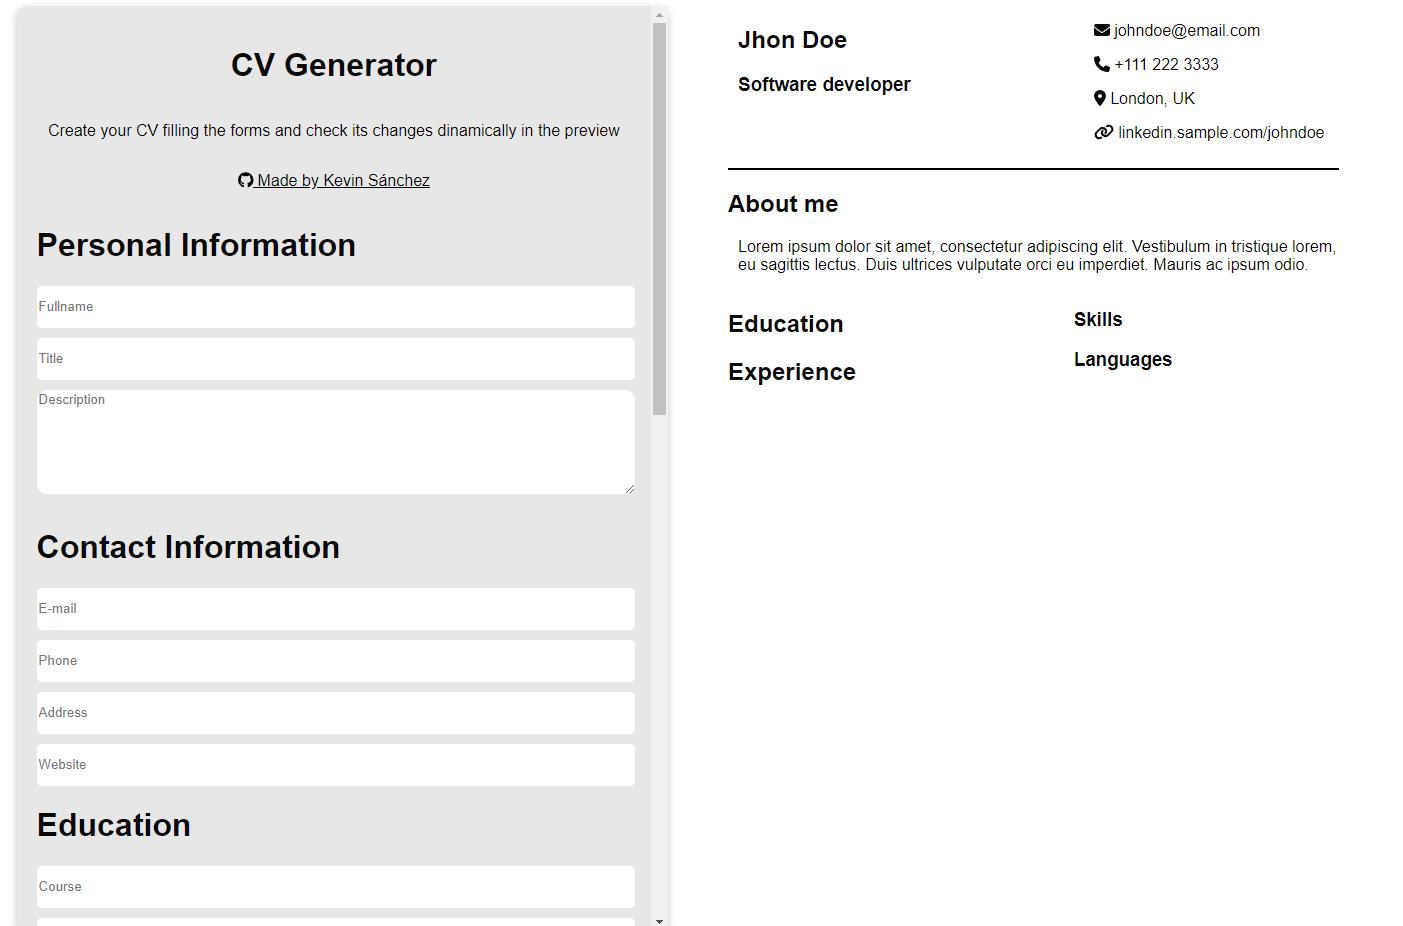 CV Generator
Create your CV filling the forms and check its changes dinamically in the preview
Made by Kevin Sánchez
Personal Information
Fullname
Title
Description
Contact Information
E-mail
Phone
Address
Website
Education
Course
Jhon Doe
Software developer
johndoe@email.com
+111 222 3333
London, UK
linkedin.sample.com/johndoe
About me
Lorem ipsum dolor sit amet, consectetur adipiscing elit. Vestibulum in tristique lorem,
eu sagittis lectus. Duis ultrices vulputate orci eu imperdiet. Mauris ac ipsum odio.
Education
Experience
Skills
Languages